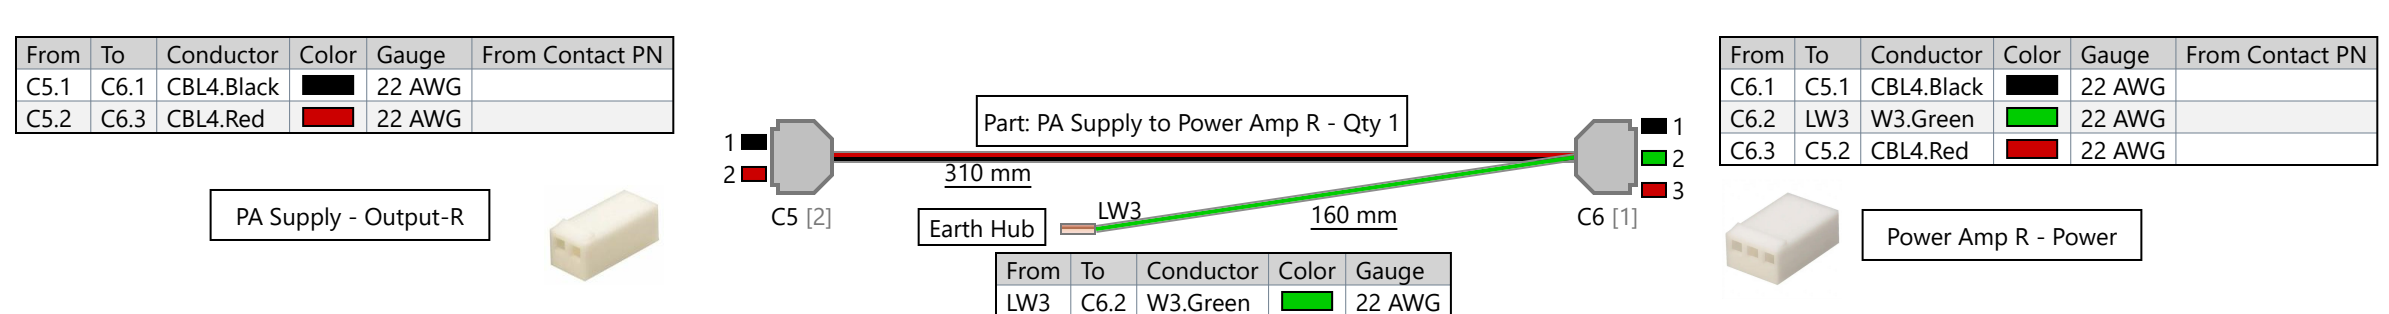 From To Conductor Color Gauge From Contact PN
C5.1 C6.1 CBL4.Black 22 AWG
C5.2 C6.3 CBL4.Red 22 AWG
PA Supply - Output-R
Part: PA Supply to Power Amp R - Qty 1
1
2
310 mm
C5 [2]
LW3
Earth Hub
160 mm
1
2
3
C6 [1]
From To Conductor Color Gauge
LW3 C6.2 W3.Green 22 AWG
From To Conductor Color Gauge From Contact PN
C6.1 C5.1 CBL4.Black 22 AWG
C6.2 LW3 W3.Green 22 AWG
C6.3 C5.2 CBL4.Red 22 AWG
Power Amp R - Power